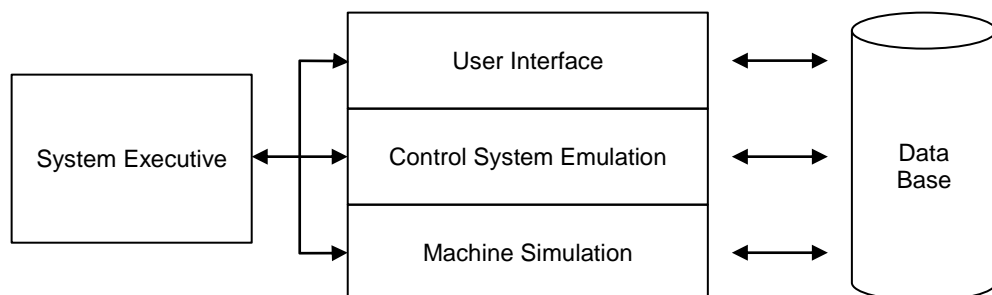 User Interface
System Executive
Control System Emulation
Data
Base
Machine Simulation